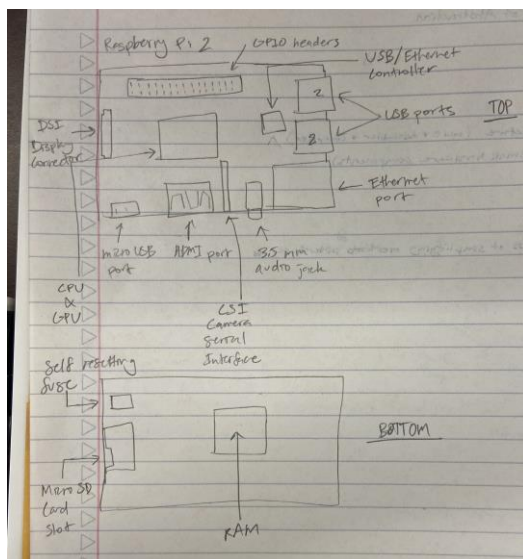 Raspberry Pi 2
GPIO headers
USB/Ethernet
controller
2
USB ports
TOP
2
DSI
Display
Connector
Ethernet
port
micro USB
port
HDMI port
3.5 mm
audio jack
CPU
&
GPU
CSI
Camera
Serial
Interface
Self resetting
fuse
BOTTOM
Micro SD
Card
slot
RAM